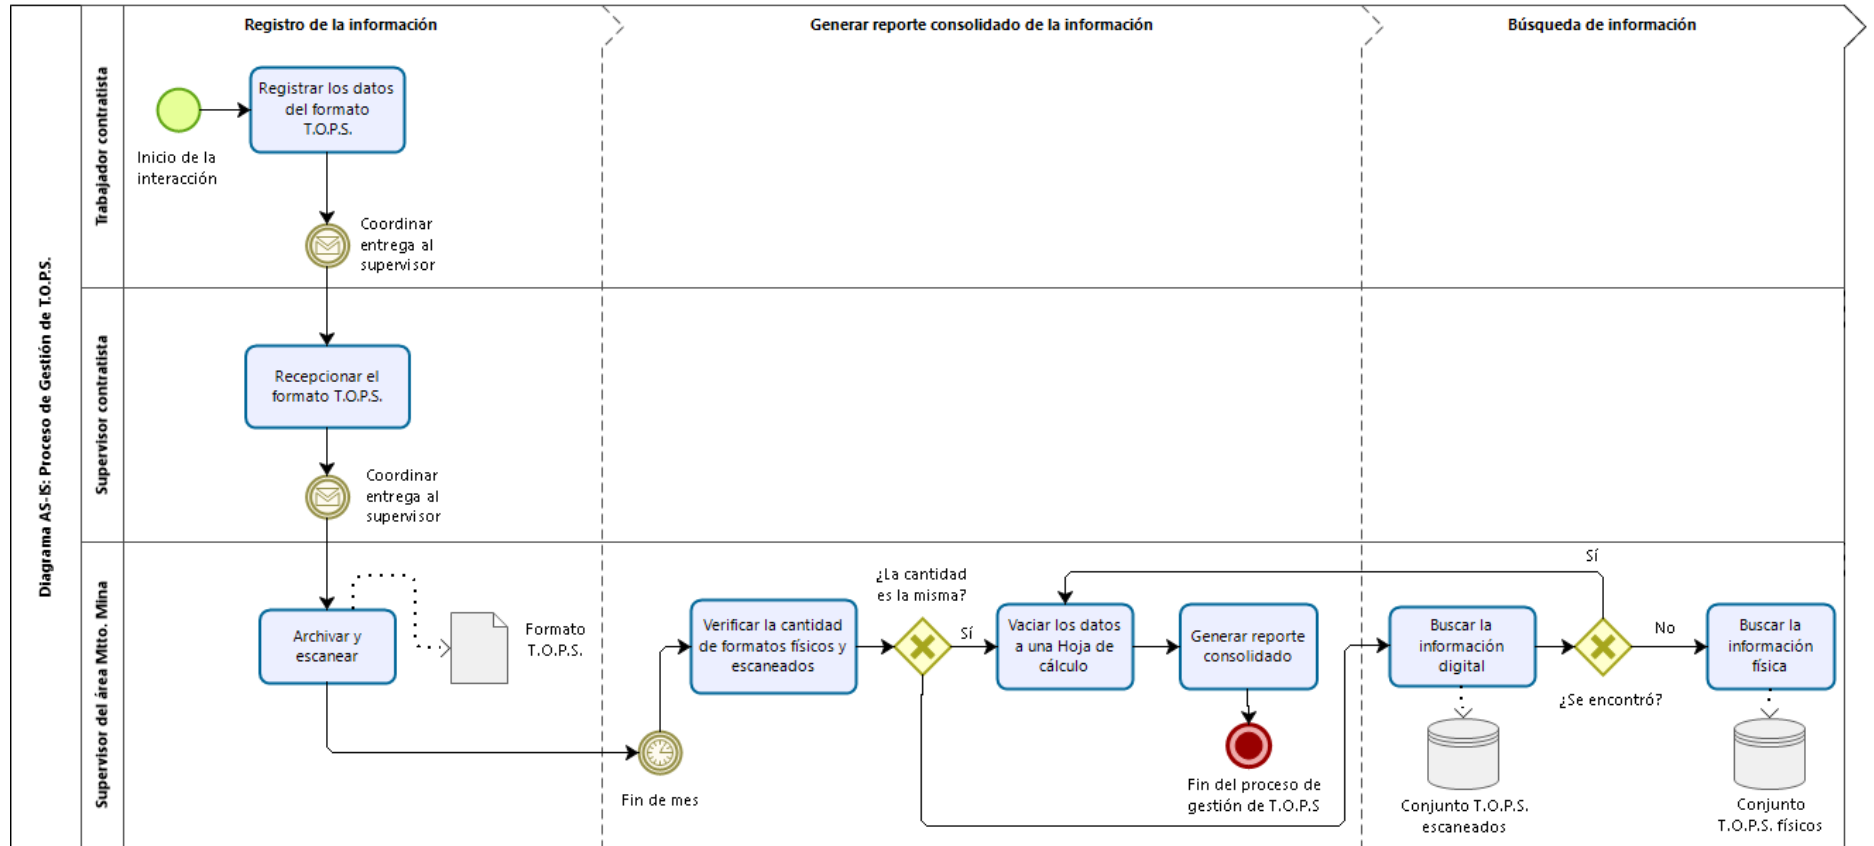 Diagrama AS-IS: Proceso de Gestión de T.O.P.S.
Registro de la información
Generar reporte consolidado de la información
Búsqueda de información
Trabajador contratista
Inicio de la
interacción
Registrar los datos
del formato
T.O.P.S.
Coordinar
entrega al
supervisor
Supervisor contratista
Recepcionar el
formato T.O.P.S.
Coordinar
entrega al
supervisor
Supervisor del área Mtto. Mina
Archivar y
escanear
Formato
T.O.P.S.
Fin de mes
Verificar la cantidad
de formatos físicos y
escaneados
¿La cantidad
es la misma?
Sí
Vaciar los datos
a una Hoja de
cálculo
Generar reporte
consolidado
Fin del proceso de
gestión de T.O.P.S
Buscar la
información
digital
Conjunto T.O.P.S.
escaneados
¿Se encontró?
Sí
No
Buscar la
información
física
Conjunto
T.O.P.S. físicos